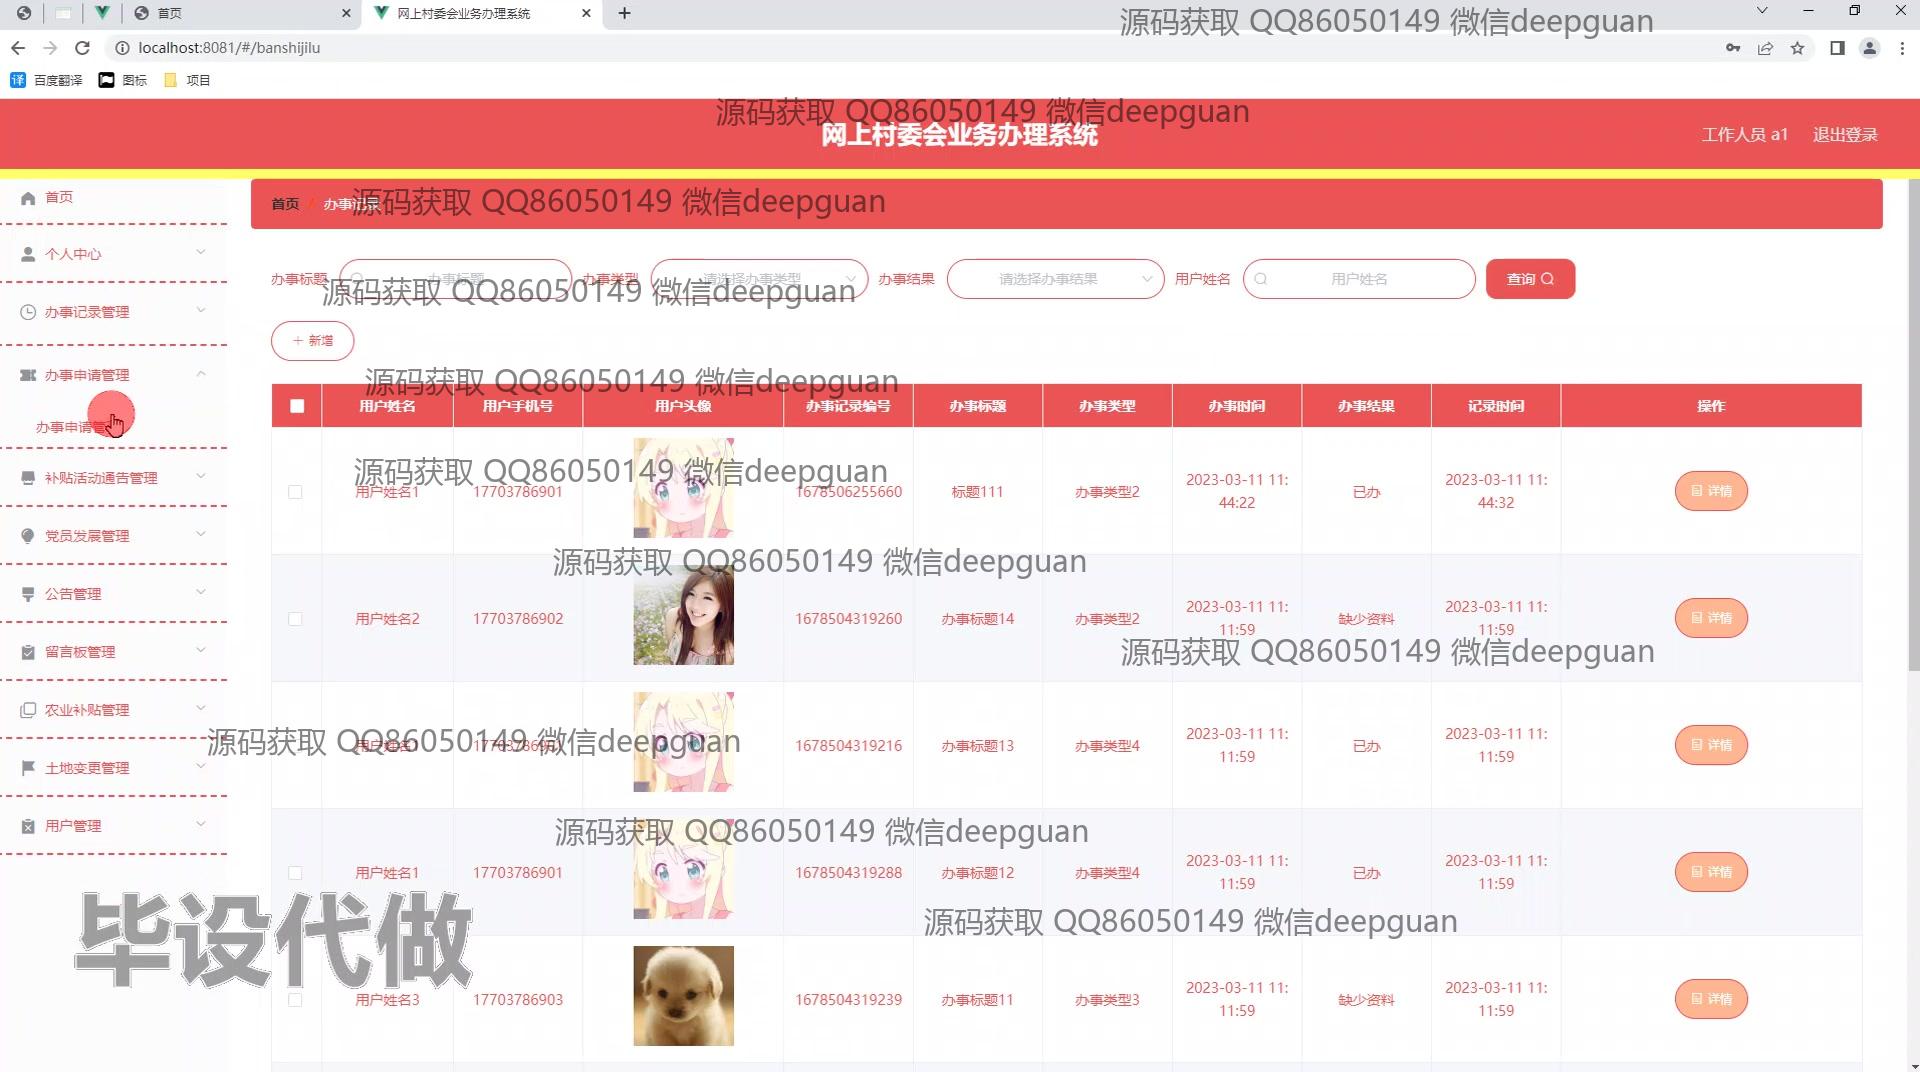 首页
网上村委会业务办理系统
源码获取 QQ86050149 微信deepguan
localhost:8081/#/banshijilu
百度翻译
图标
项目
源码获取 QQ86050149 微信deepguan
网上村委会业务办理系统
工作人员 a1
退出登录
首页 / 办事记录
源码获取 QQ86050149 微信deepguan
首页
个人中心
办事记录管理
办事申请管理
办事申请管
补贴活动通告管理
党员发展管理
公告管理
留言板管理
农业补贴管理
土地变更管理
用户管理
办事标题 办事标题 办事类型 请选择办事类型 办事结果 请选择办事结果 用户姓名 用户姓名 查询
源码获取 QQ86050149 微信deepguan
新增
源码获取 QQ86050149 微信deepguan
用户姓名 用户手机号 用户头像 办事记录编号 办事标题 办事类型 办事时间 办事结果 记录时间 操作
用户姓名1 17703786901 1678506255660 标题111 办事类型2 2023-03-11 11:44:22 已办 2023-03-11 11:44:32 详情
源码获取 QQ86050149 微信deepguan
源码获取 QQ86050149 微信deepguan
用户姓名2 17703786902 1678504319260 办事标题14 办事类型2 2023-03-11 11:11:59 缺少资料 2023-03-11 11:11:59 详情
源码获取 QQ86050149 微信deepguan
用户姓名1 17703786901 1678504319216 办事标题13 办事类型4 2023-03-11 11:11:59 已办 2023-03-11 11:11:59 详情
源码获取 QQ86050149 微信deepguan
源码获取 QQ86050149 微信deepguan
用户姓名1 17703786901 1678504319288 办事标题12 办事类型4 2023-03-11 11:11:59 已办 2023-03-11 11:11:59 详情
源码获取 QQ86050149 微信deepguan
毕设代做
用户姓名3 17703786903 1678504319239 办事标题11 办事类型3 2023-03-11 11:11:59 缺少资料 2023-03-11 11:11:59 详情